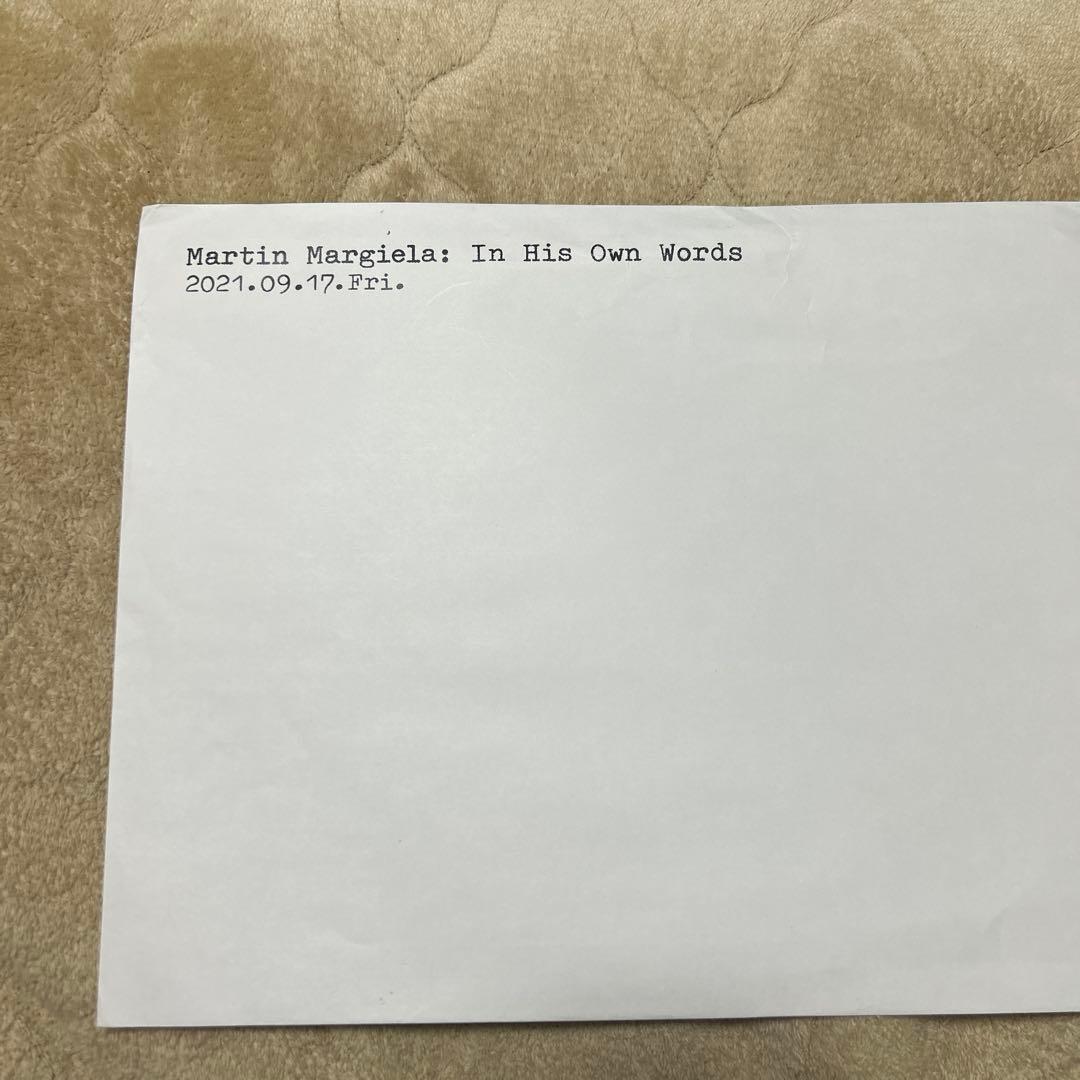 Martin Margiela: In His Own Words
2021.09.17.Fri.